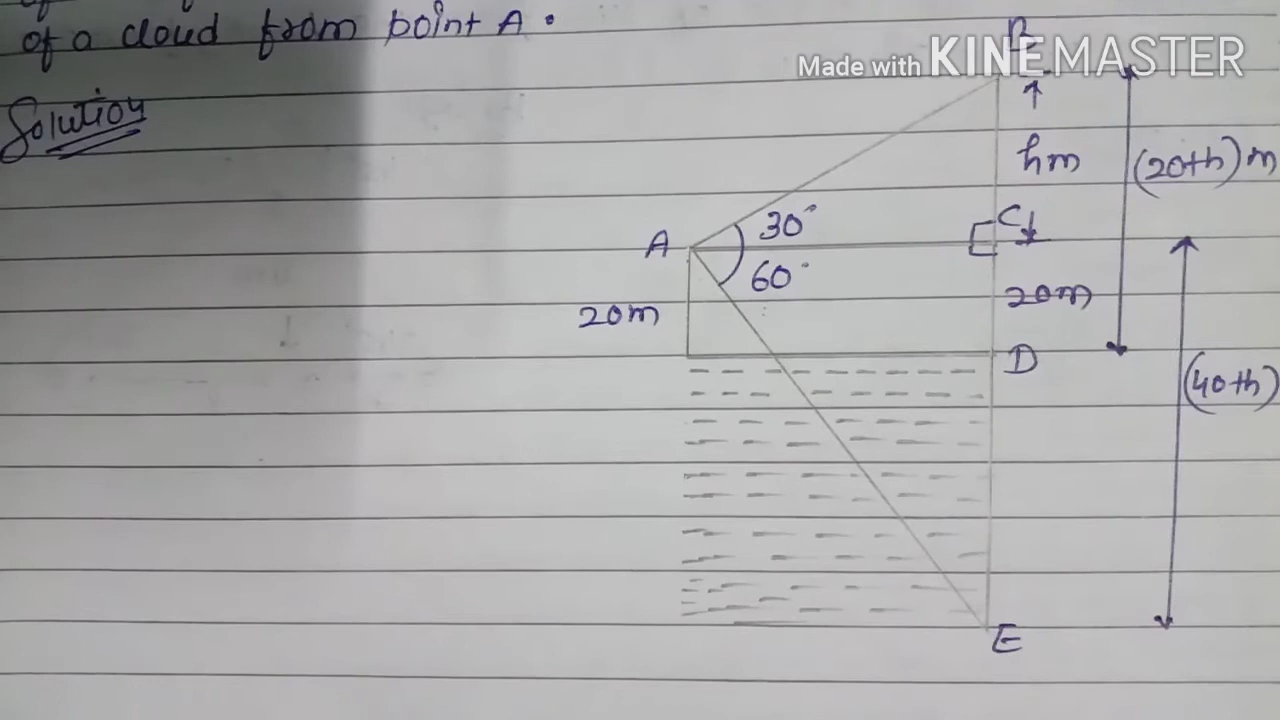 of a cloud from point A.
Solution
Made with KINEMASTER
B
hm
(20+h)m
30°
C
A
60°
20m
20m
D
(40+h)
E